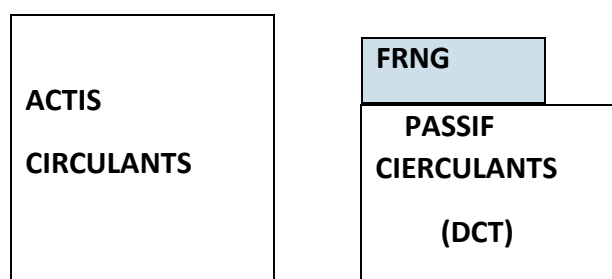 ACTIS
CIRCULANTS
FRNG
PASSIF
CIERCULANTS
(DCT)